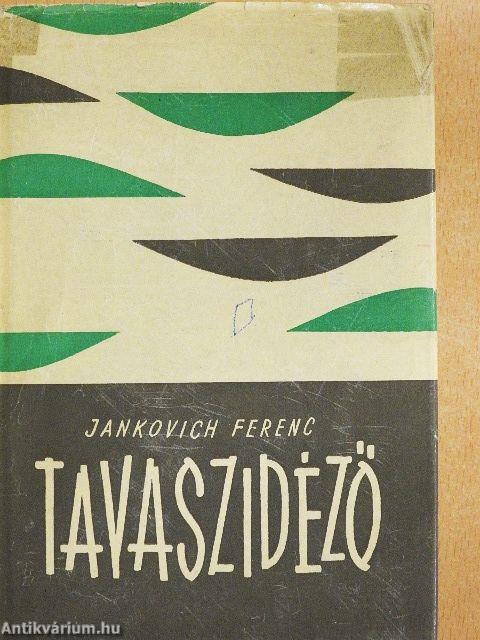 JANKOVICH FERENC
TAVASZIDÉZŐ
Antikvárium.hu